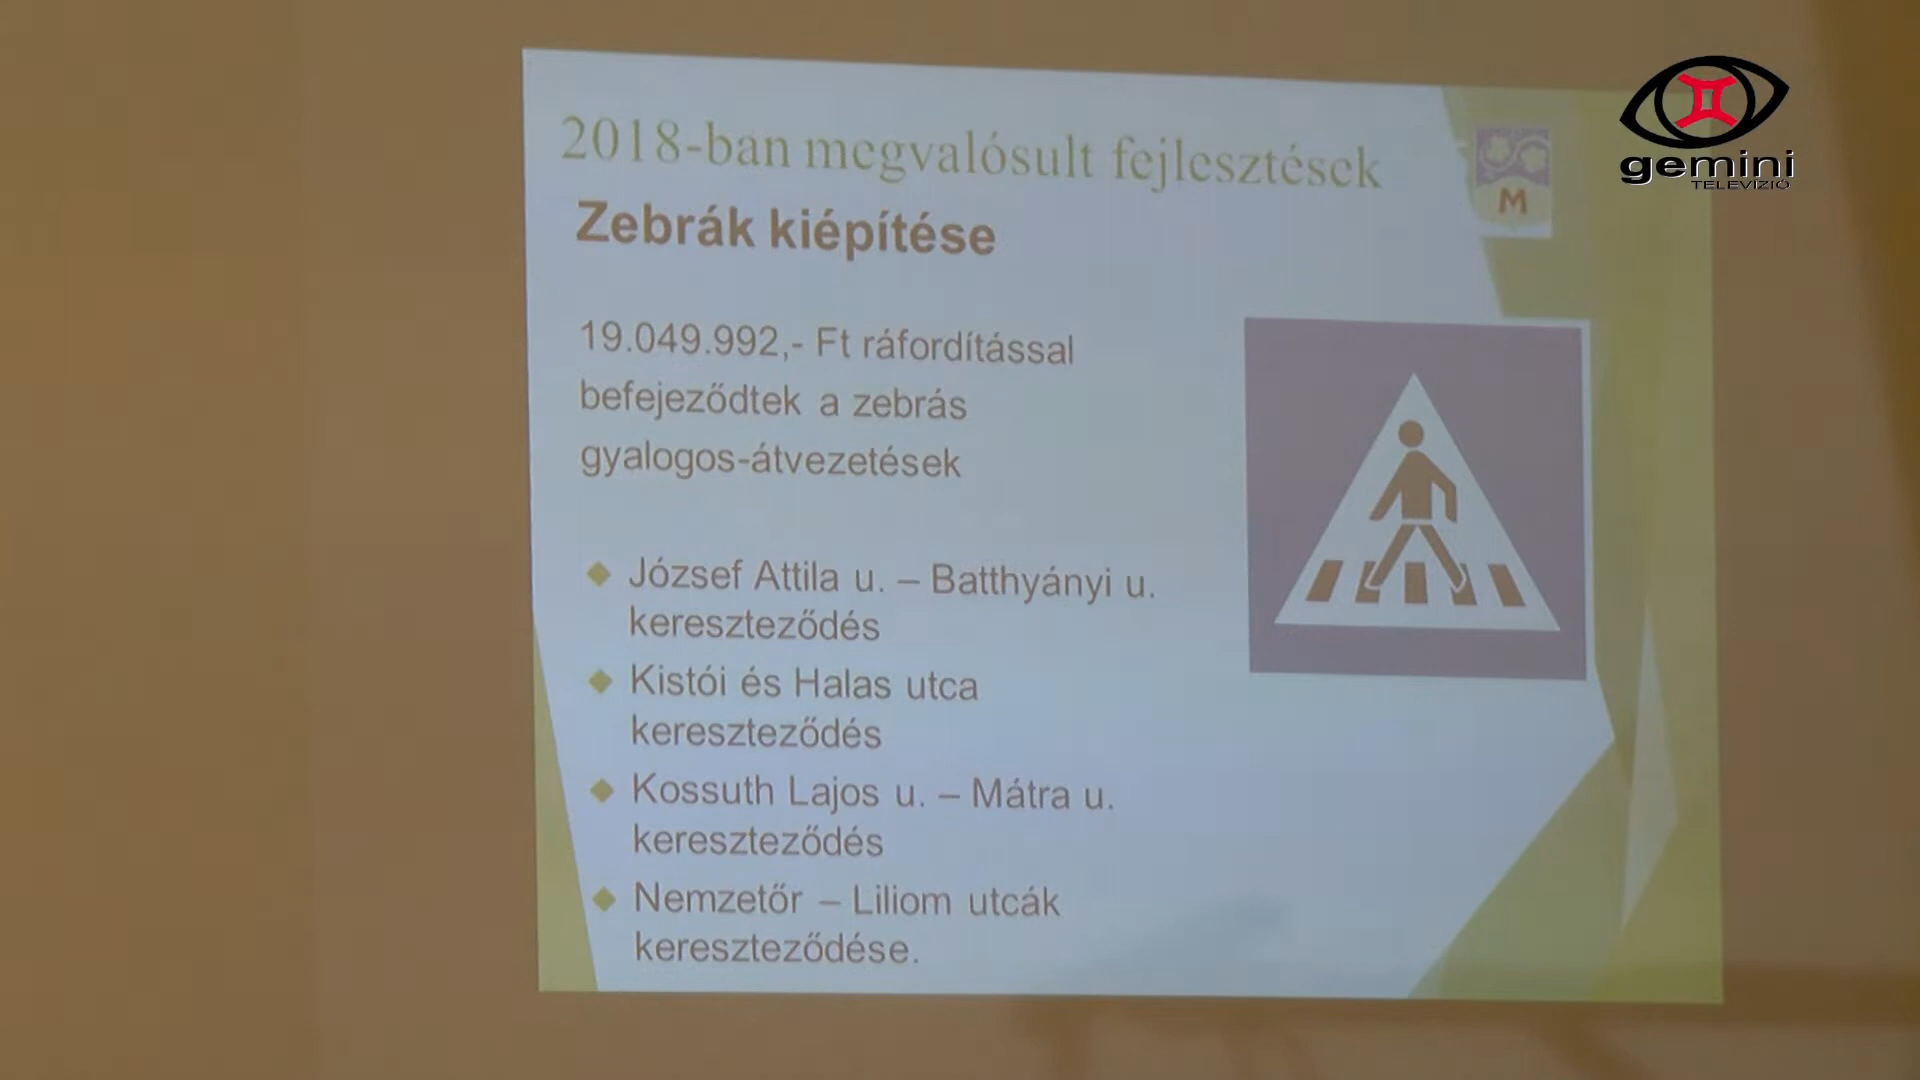 2018-ban megvalósult fejlesztések
Zebrák kiépítése
19.049.992,- Ft ráfordítással
befejeződtek a zebrás
gyalogos-átvezetések
József Attila u. – Batthyányi u.
kereszteződés
Kistói és Halas utca
kereszteződés
Kossuth Lajos u. – Mátra u.
kereszteződés
Nemzetőr – Liliom utcák
kereszteződése.
M
gemini
TELEVÍZIÓ